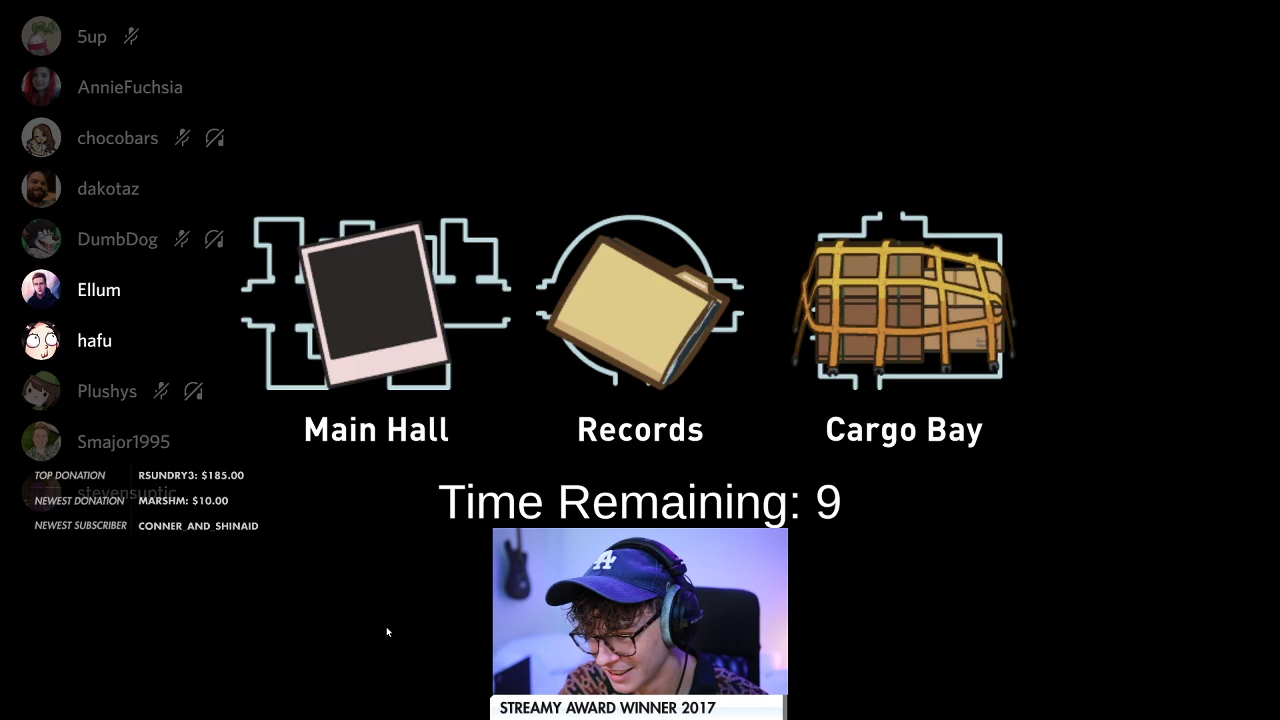 5up
AnnieFuchsia
chocobars
dakotaz
DumbDog
Ellum
hafu
Plushys
Smajor1995
stevensuptic
TOP DONATION RSUNDRY3: $185.00
NEWEST DONATION MARSHM: $10.00
NEWEST SUBSCRIBER CONNER_AND_SHINAID
Main Hall
Records
Cargo Bay
Time Remaining: 9
STREAMY AWARD WINNER 2017